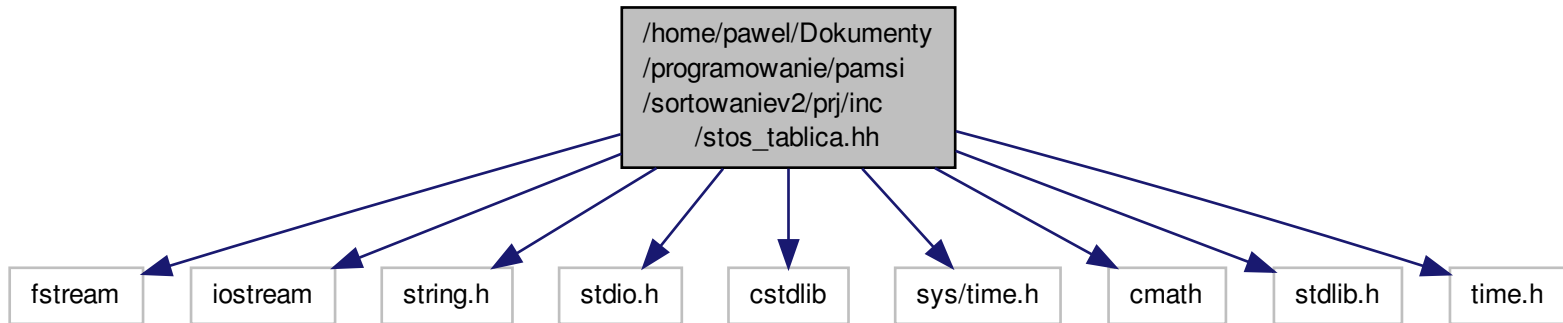 /home/pawel/Dokumenty
/programowanie/pamsi
/sortowaniev2/prj/inc
/stos_tablica.hh
fstream
iostream
string.h
stdio.h
cstdlib
sys/time.h
cmath
stdlib.h
time.h